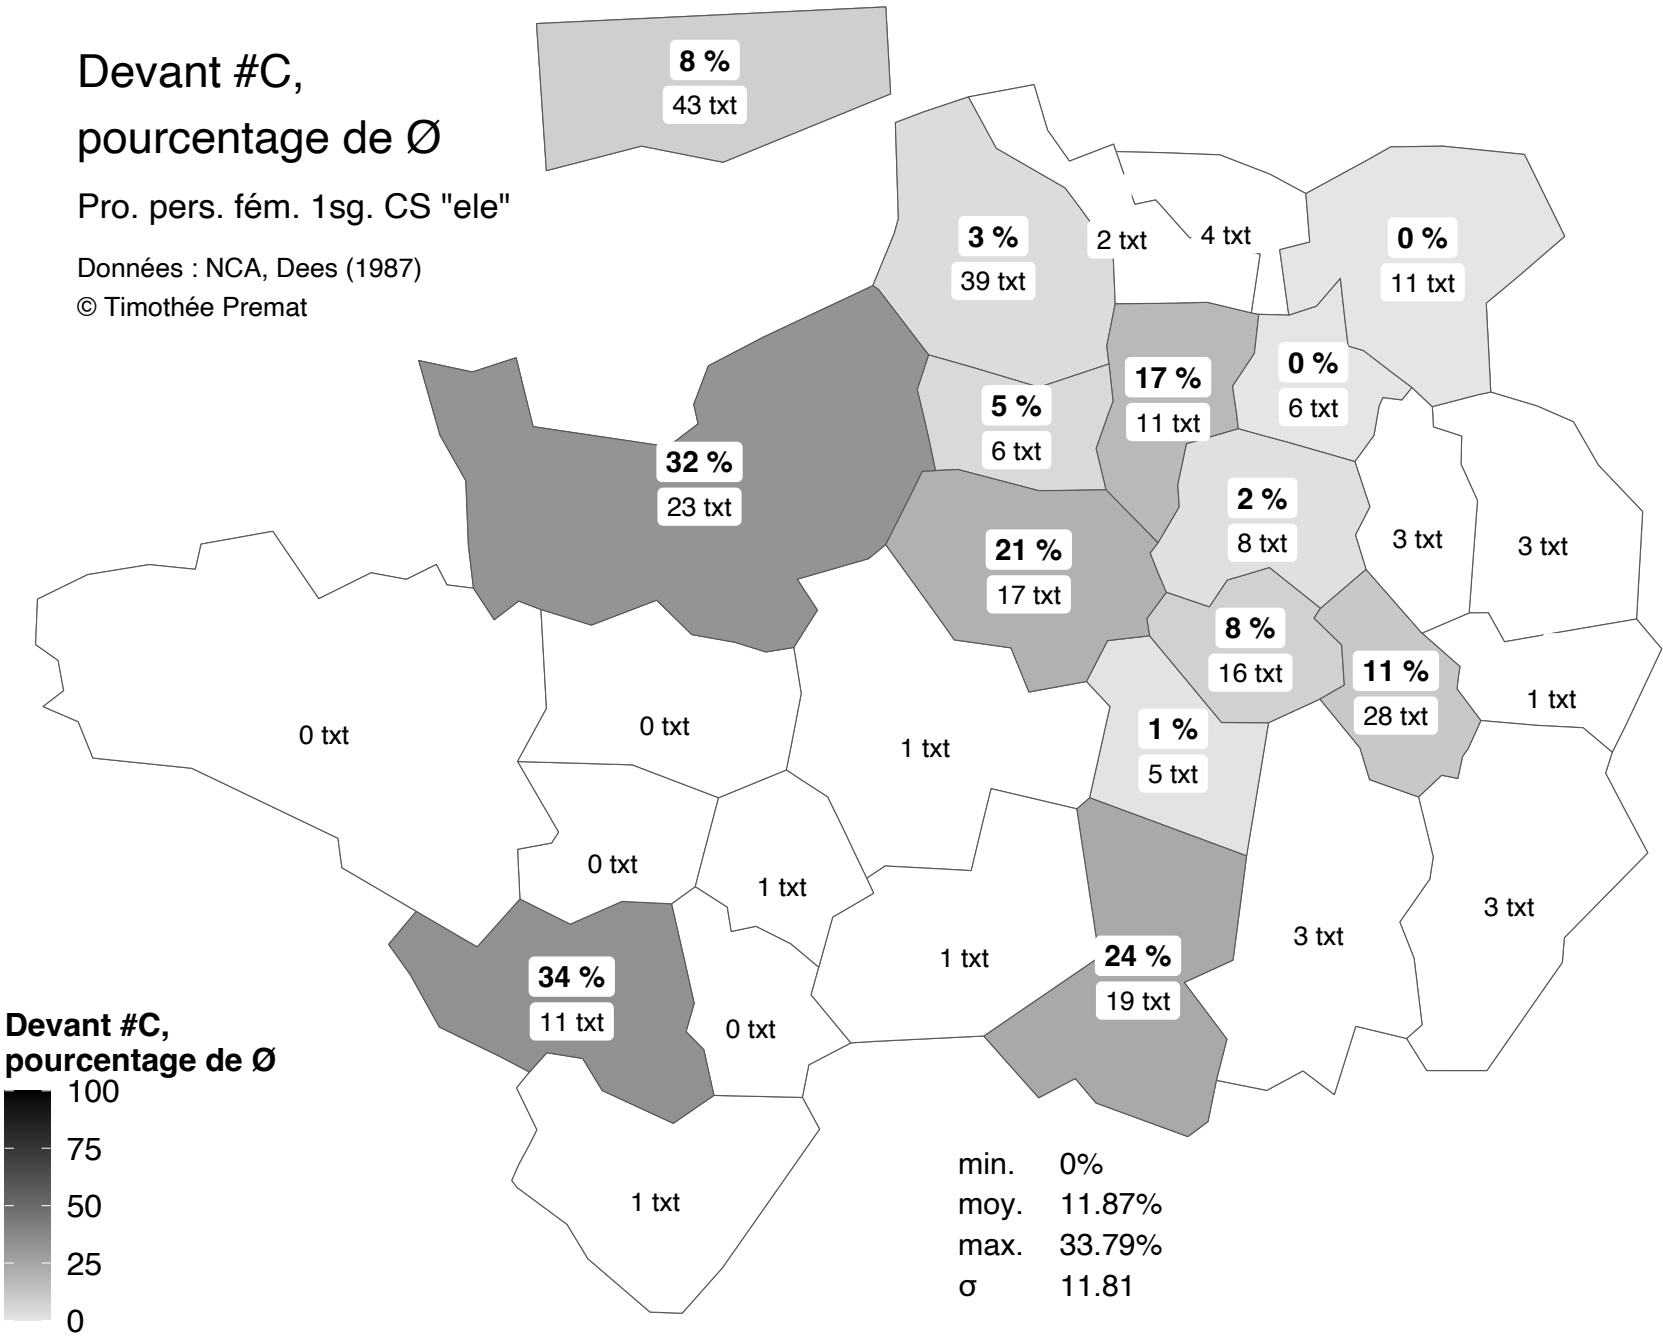 Devant #C,
pourcentage de Ø
Pro. pers. fém. 1sg. CS "ele"
Données : NCA, Dees (1987)
© Timothée Premat
8 %
43 txt
3 %
39 txt
2 txt
4 txt
0 %
11 txt
5 %
6 txt
17 %
11 txt
0 %
6 txt
32 %
23 txt
21 %
17 txt
2 %
8 txt
3 txt
3 txt
8 %
16 txt
11 %
28 txt
1 txt
0 txt
0 txt
1 txt
1 %
5 txt
0 txt
1 txt
1 txt
24 %
19 txt
3 txt
3 txt
34 %
11 txt
0 txt
1 txt
Devant #C,
pourcentage de Ø
100
75
50
25
0
min. 0%
moy. 11.87%
max. 33.79%
σ 11.81